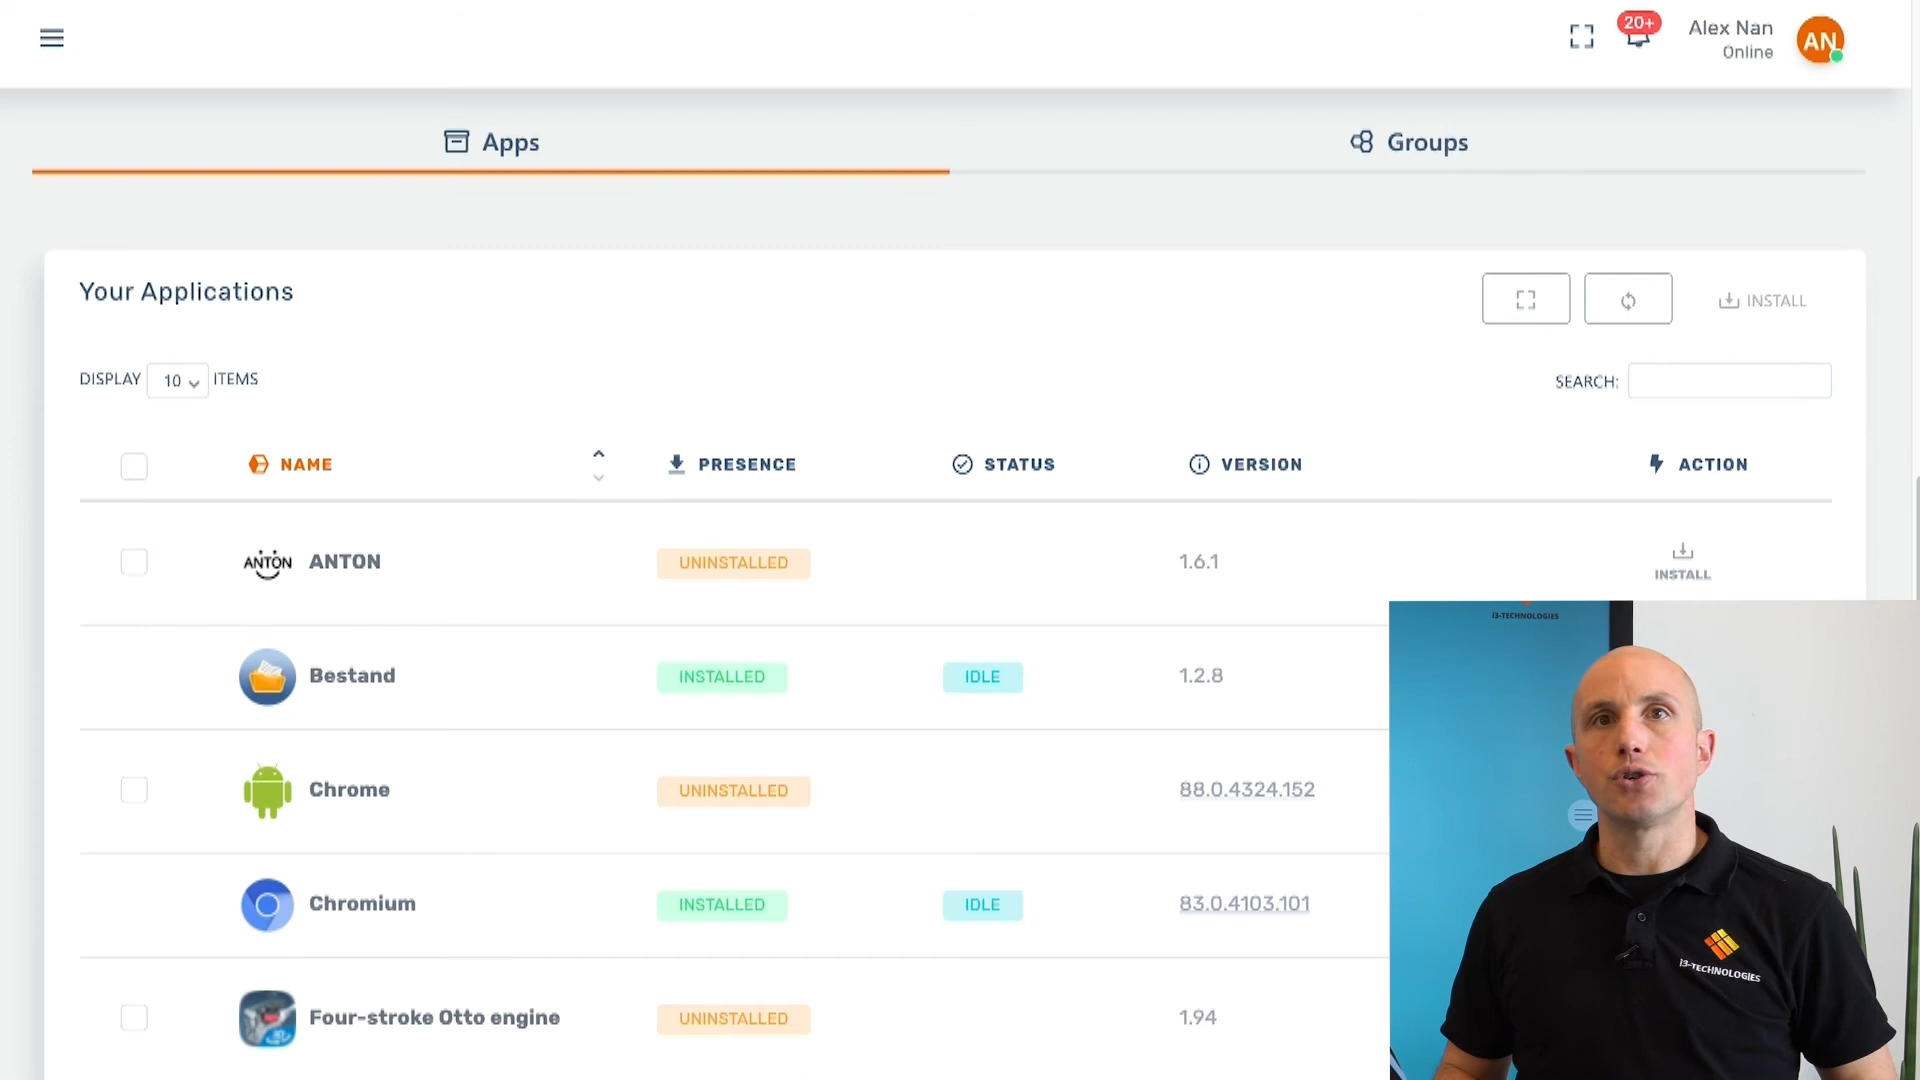 20+
Alex Nan
Online
AN
Apps
Groups
Your Applications
INSTALL
DISPLAY 10 ITEMS
SEARCH:
NAME
PRESENCE
STATUS
VERSION
ACTION
ANTON
ANTON
UNINSTALLED
1.6.1
INSTALL
Bestand
INSTALLED
IDLE
1.2.8
Chrome
UNINSTALLED
88.0.4324.152
Chromium
INSTALLED
IDLE
83.0.4103.101
Four-stroke Otto engine
UNINSTALLED
1.94
i3-TECHNOLOGIES
i3-TECHNOLOGIES